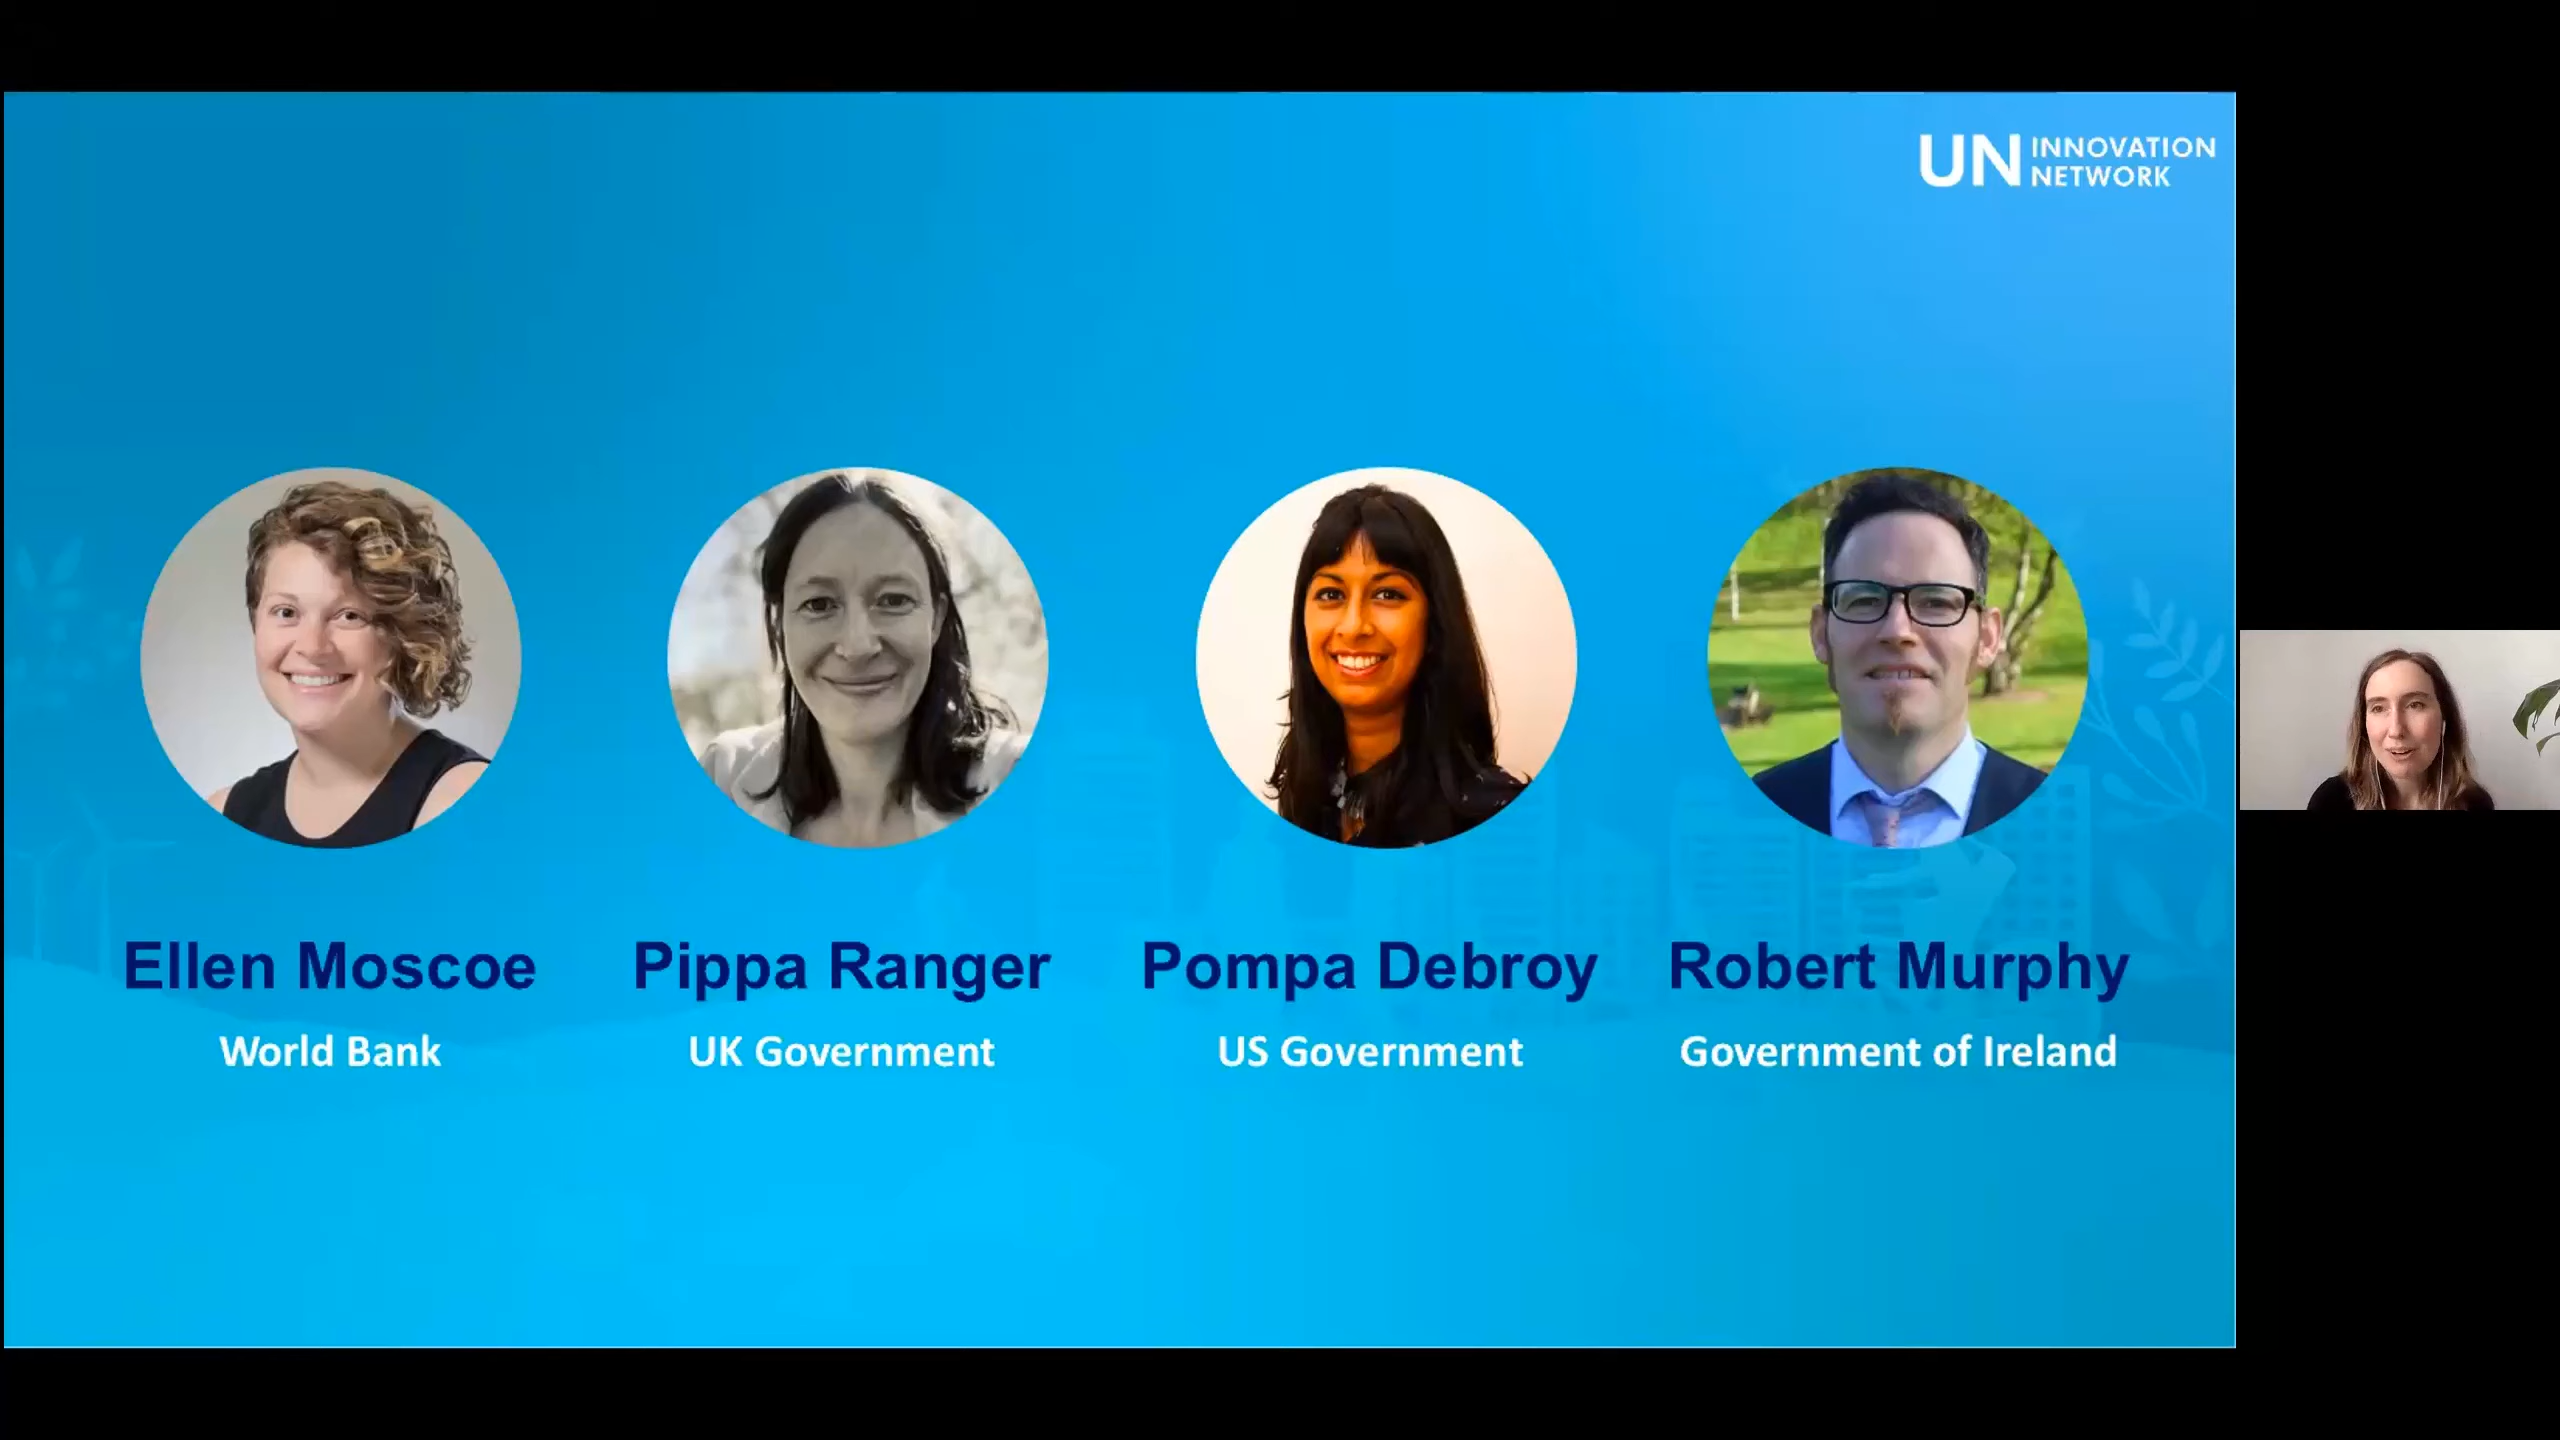 UN INNOVATION
NETWORK
Ellen Moscoe
World Bank
Pippa Ranger
UK Government
Pompa Debroy
US Government
Robert Murphy
Government of Ireland